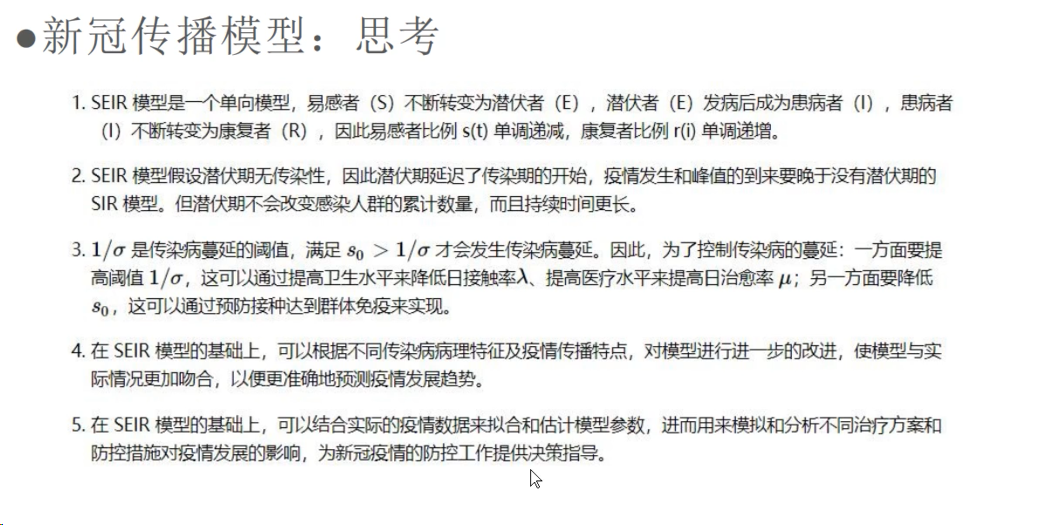 ●新冠传播模型：思考
1. SEIR 模型是一个单向模型，易感者（S）不断转变为潜伏者（E），潜伏者（E）发病后成为患病者（I），患病者
（I）不断转变为康复者（R），因此易感者比例 s(t) 单调递减，康复者比例 r(i) 单调递增。
2. SEIR 模型假设潜伏期无传染性，因此潜伏期延迟了传染期的开始，疫情发生和峰值的到来要晚于没有潜伏期的
SIR 模型。但潜伏期不会改变感染人群的累计数量，而且持续时间更长。
3. 1/σ 是传染病蔓延的阈值，满足 s₀ > 1/σ 才会发生传染病蔓延。因此，为了控制传染病的蔓延：一方面要提
高阈值 1/σ，这可以通过提高卫生水平来降低日接触率λ、提高医疗水平来提高日治愈率 μ；另一方面要降低
s₀，这可以通过预防接种达到群体免疫来实现。
4. 在 SEIR 模型的基础上，可以根据不同传染病病理特征及疫情传播特点，对模型进行进一步的改进，使模型与实
际情况更加吻合，以便更准确地预测疫情发展趋势。
5. 在 SEIR 模型的基础上，可以结合实际的疫情数据来拟合和估计模型参数，进而用来模拟和分析不同治疗方案和
防控措施对疫情发展的影响，为新冠疫情的防控工作提供决策指导。